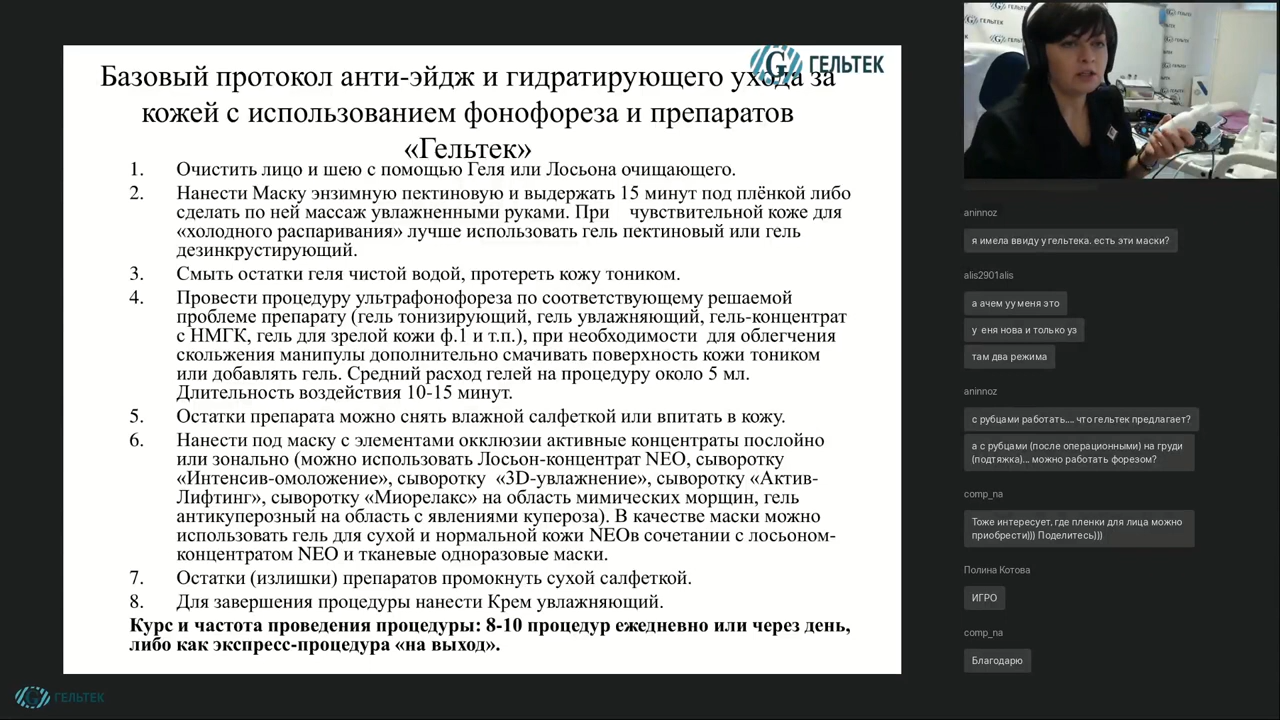 ГЕЛЬТЕК
Базовый протокол анти-эйдж и гидратирующего ухода за
кожей с использованием фонофореза и препаратов
«Гельтек»
1. Очистить лицо и шею с помощью Геля или Лосьона очищающего.
2. Нанести Маску энзимную пектиновую и выдержать 15 минут под плёнкой либо
сделать по ней массаж увлажненными руками. При чувствительной коже для
«холодного распаривания» лучше использовать гель пектиновый или гель
дезинкрустирующий.
3. Смыть остатки геля чистой водой, протереть кожу тоником.
4. Провести процедуру ультрафонофореза по соответствующему решаемой
проблеме препарату (гель тонизирующий, гель увлажняющий, гель-концентрат
с НМГК, гель для зрелой кожи ф.1 и т.п.), при необходимости для облегчения
скольжения манипулы дополнительно смачивать поверхность кожи тоником
или добавлять гель. Средний расход гелей на процедуру около 5 мл.
Длительность воздействия 10-15 минут.
5. Остатки препарата можно снять влажной салфеткой или впитать в кожу.
6. Нанести под маску с элементами окклюзии активные концентраты послойно
или зонально (можно использовать Лосьон-концентрат NEO, сыворотку
«Интенсив-омоложение», сыворотку «3D-увлажнение», сыворотку «Актив-
Лифтинг», сыворотку «Миорелакс» на область мимических морщин, гель
антикуперозный на область с явлениями купероза). В качестве маски можно
использовать гель для сухой и нормальной кожи NEOв сочетании с лосьоном-
концентратом NEO и тканевые одноразовые маски.
7. Остатки (излишки) препаратов промокнуть сухой салфеткой.
8. Для завершения процедуры нанести Крем увлажняющий.
Курс и частота проведения процедуры: 8-10 процедур ежедневно или через день,
либо как экспресс-процедура «на выход».
ГЕЛЬТЕК
ГЕЛЬТЕК
aninnoz
я имела ввиду у гельтека. есть эти маски?
alis2901alis
а ачем уу меня это
у еня нова и только уз
там два режима
aninnoz
с рубцами работать.... что гельтек предлагает?
а с рубцами (после операционными) на груди
(подтяжка)... можно работать форезом?
comp_na
Тоже интересует, где пленки для лица можно
приобрести))) Поделитесь)))
Полина Котова
ИГРО
comp_na
Благодарю